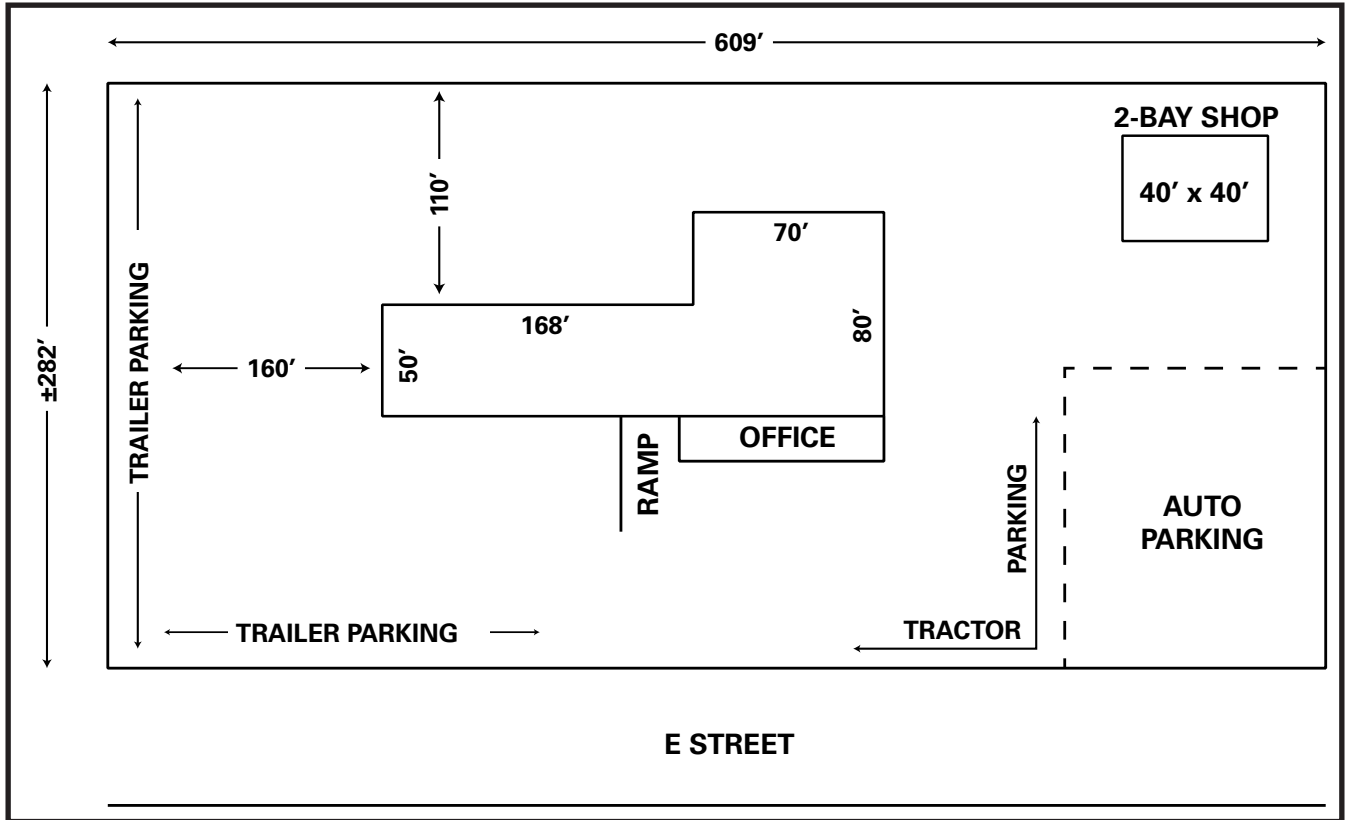 609’
2-BAY SHOP
40’ x 40’
110’
70’
TRAILER PARKING
168’
80’
±282’
160’
50’
OFFICE
RAMP
PARKING
AUTO
PARKING
TRAILER PARKING
TRACTOR
E STREET